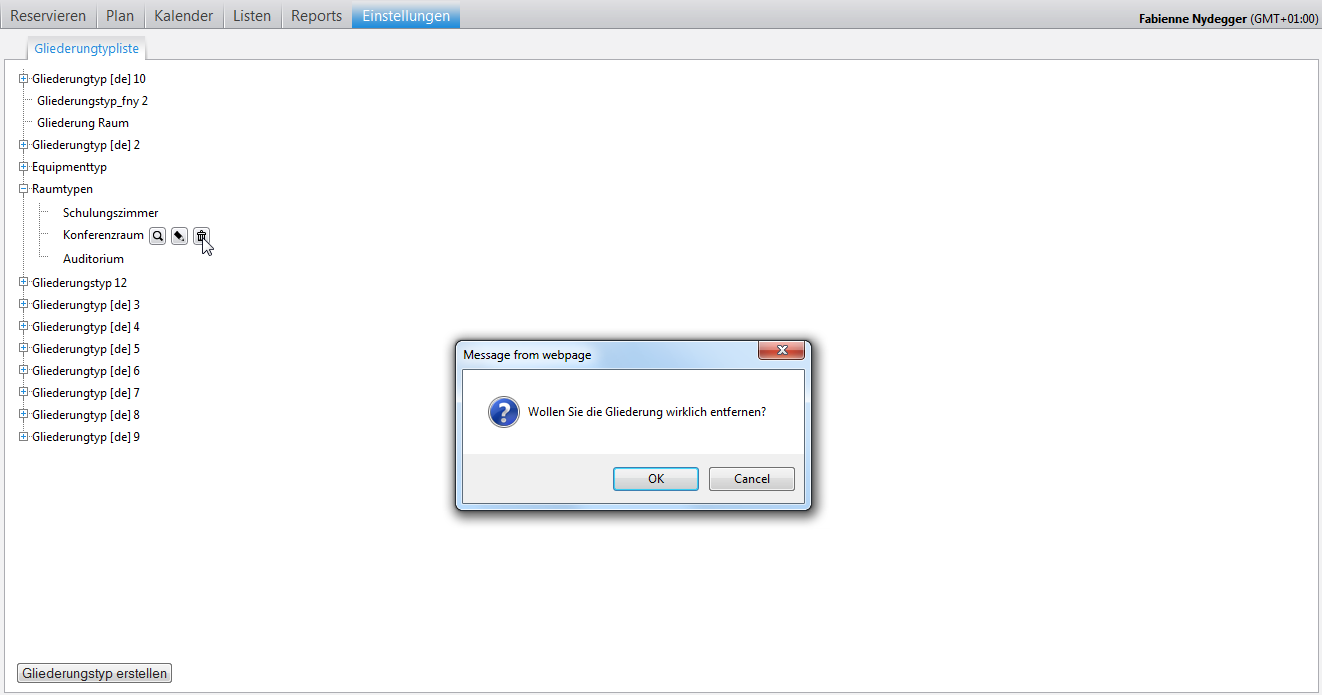 Reservieren Plan Kalender Listen Reports Einstellungen Fabienne Nydegger (GMT+01:00)
Gliederungtypliste
Gliederungtyp [de] 10
Gliederungstyp_fny 2
Gliederung Raum
Gliederungtyp [de] 2
Equipmenttyp
Raumtypen
Schulungszimmer
Konferenzraum
Auditorium
Gliederungstyp 12
Gliederungtyp [de] 3
Gliederungtyp [de] 4
Gliederungtyp [de] 5
Gliederungtyp [de] 6
Gliederungtyp [de] 7
Gliederungtyp [de] 8
Gliederungtyp [de] 9
Message from webpage
Wollen Sie die Gliederung wirklich entfernen?
OK Cancel
Gliederungstyp erstellen